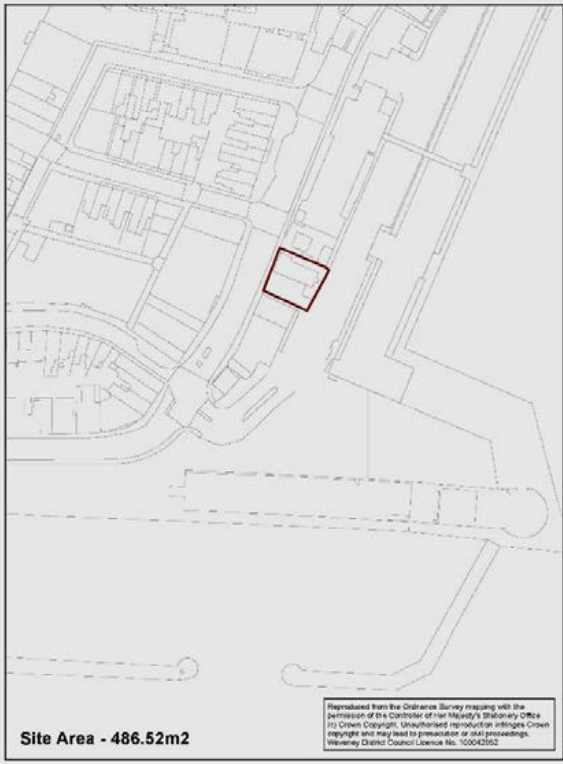 Site Area - 486.52m2
Reproduced from the Ordnance Survey mapping with the
permission of the Controller of Her Majesty's Stationery Office
(c) Crown Copyright. Unauthorised reproduction infringes Crown
copyright and may lead to prosecution or civil proceedings.
Waveney District Council Licence No. 100042052